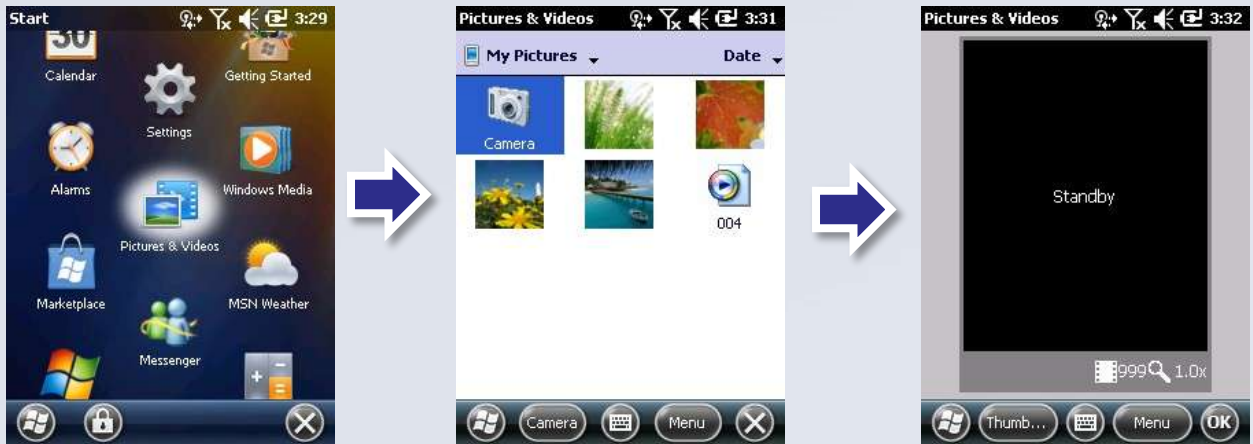 Start 3:29
30
Calendar
Getting Started
Settings
Alarms
Windows Media
Pictures & Videos
Marketplace
MSN Weather
Messenger
Pictures & Videos 3:31
My Pictures Date
Camera
004
Camera Menu
Pictures & Videos 3:32
Standby
999 1.0x
Thumb... Menu OK